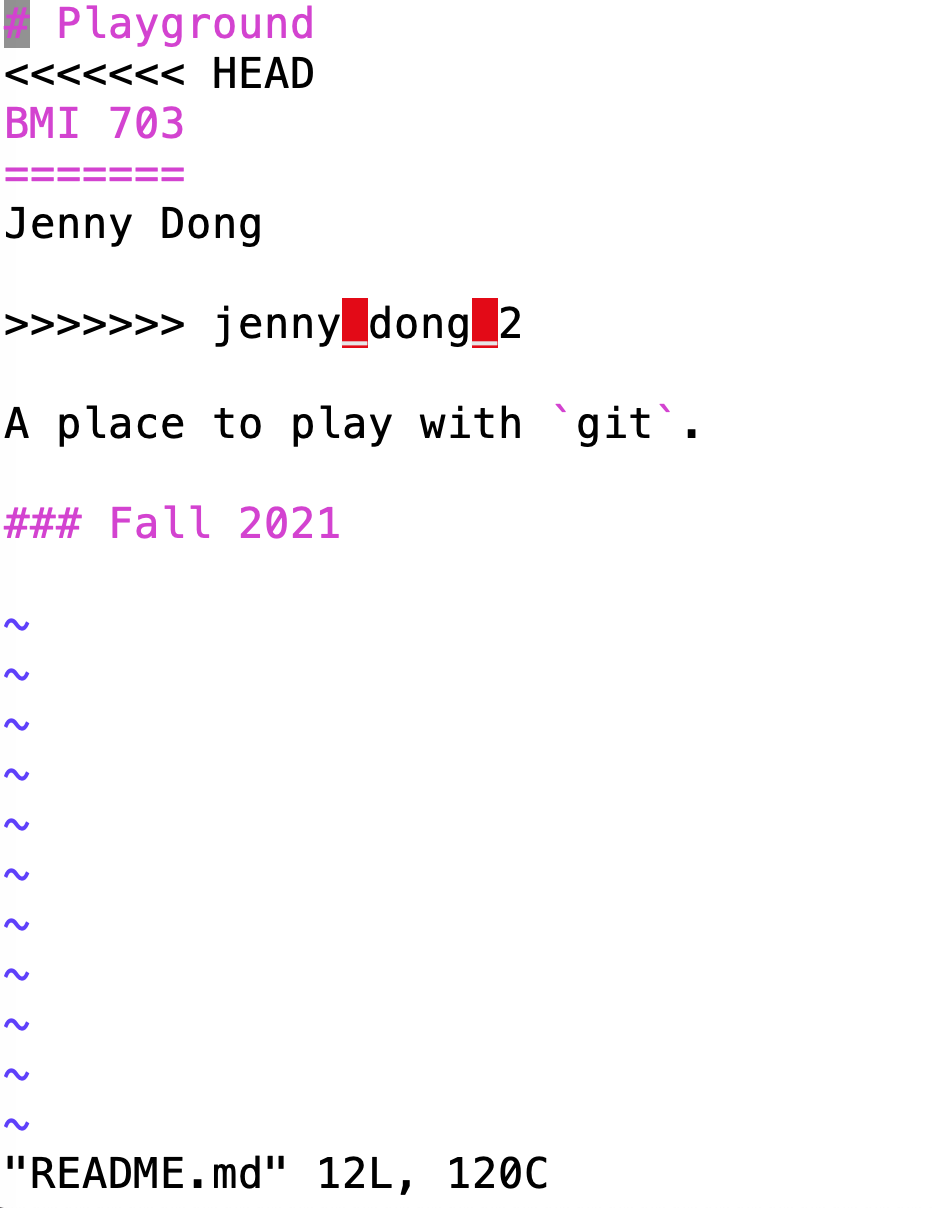 # Playground
<<<<<<< HEAD
BMI 703
=======
Jenny Dong

>>>>>>> jenny_dong_2

A place to play with `git`.

### Fall 2021

~
~
~
~
~
~
~
~
~
~
~
"README.md" 12L, 120C